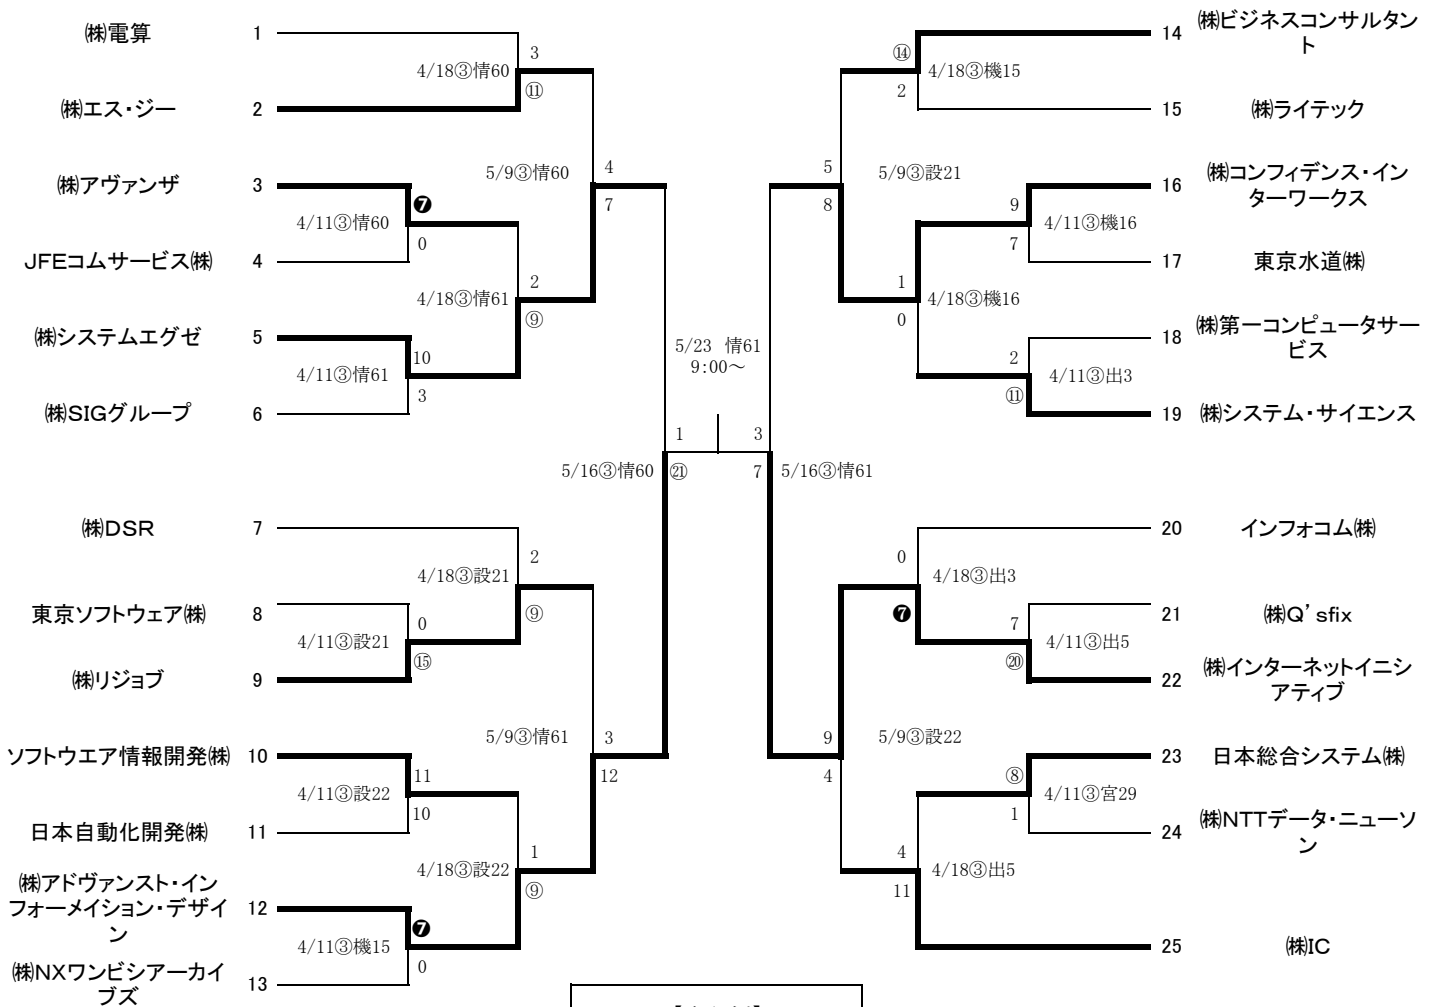 ㈱電算 1
3
4/18③情60
⑪
㈱エス・ジー 2
㈱アヴァンザ 3
❼
4/11③情60
0
JFEコムサービス㈱ 4
5/9③情60
4
7
2
4/18③情61
⑨
㈱システムエグゼ 5
10
4/11③情61
3
㈱SIGグループ 6
㈱DSR 7
2
4/18③設21
⑨
東京ソフトウェア㈱ 8
0
4/11③設21
⑮
㈱リジョブ 9
5/9③情61
3
12
ソフトウエア情報開発㈱ 10
11
4/11③設22
10
日本自動化開発㈱ 11
1
4/18③設22
⑨
㈱アドヴァンスト・イン
フォーメイション・デザイ
ン
12
❼
4/11③機15
0
㈱NXワンビシアーカイ
ブズ
13
5/23 情61
9:00～
1
5/16③情60
㉑
3
7
5/16③情61
14
㈱ビジネスコンサルタン
ト
⑭
4/18③機15
2
15 ㈱ライテック
5
5/9③設21
8
16
㈱コンフィデンス・イン
ターワークス
9
4/11③機16
7
17 東京水道㈱
1
4/18③機16
0
18
㈱第一コンピュータサー
ビス
2
4/11③出3
⑪
19 ㈱システム・サイエンス
20 インフォコム㈱
0
4/18③出3
❼
21 ㈱Q’sfix
7
4/11③出5
⑳
22
㈱インターネットイニシ
アティブ
9
5/9③設22
4
23 日本総合システム㈱
⑧
4/11③宮29
1
24
㈱NTTデータ・ニューソ
ン
4
4/18③出5
11
25 ㈱IC